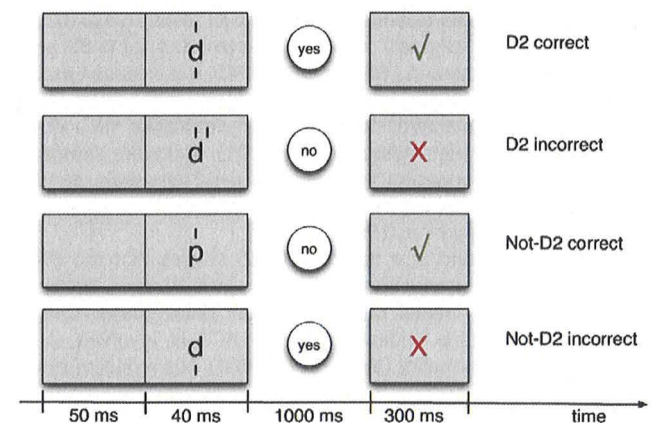 d yes √ D2 correct
d no X D2 incorrect
p no √ Not-D2 correct
d yes X Not-D2 incorrect
50 ms 40 ms 1000 ms 300 ms time